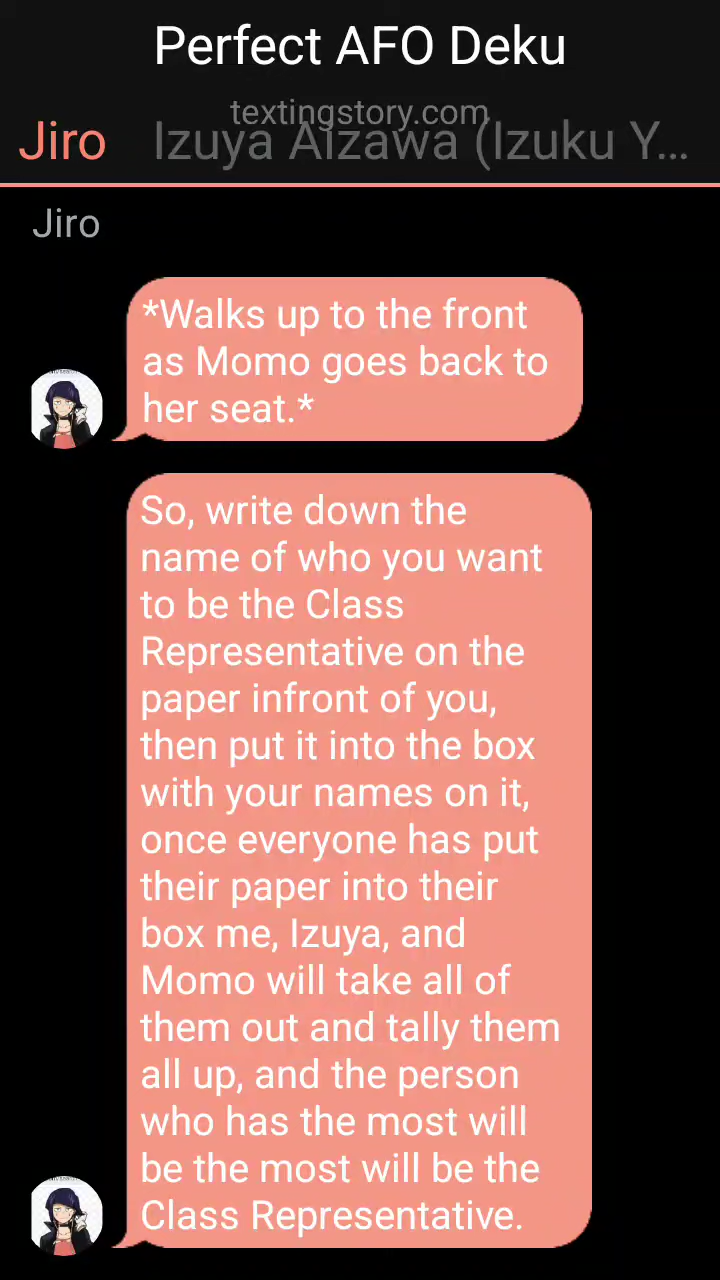 Perfect AFO Deku
textingstory.com
Jiro Izuya Aizawa (Izuku Y...
Jiro
*Walks up to the front
as Momo goes back to
her seat.*
So, write down the
name of who you want
to be the Class
Representative on the
paper infront of you,
then put it into the box
with your names on it,
once everyone has put
their paper into their
box me, Izuya, and
Momo will take all of
them out and tally them
all up, and the person
who has the most will
be the most will be the
Class Representative.